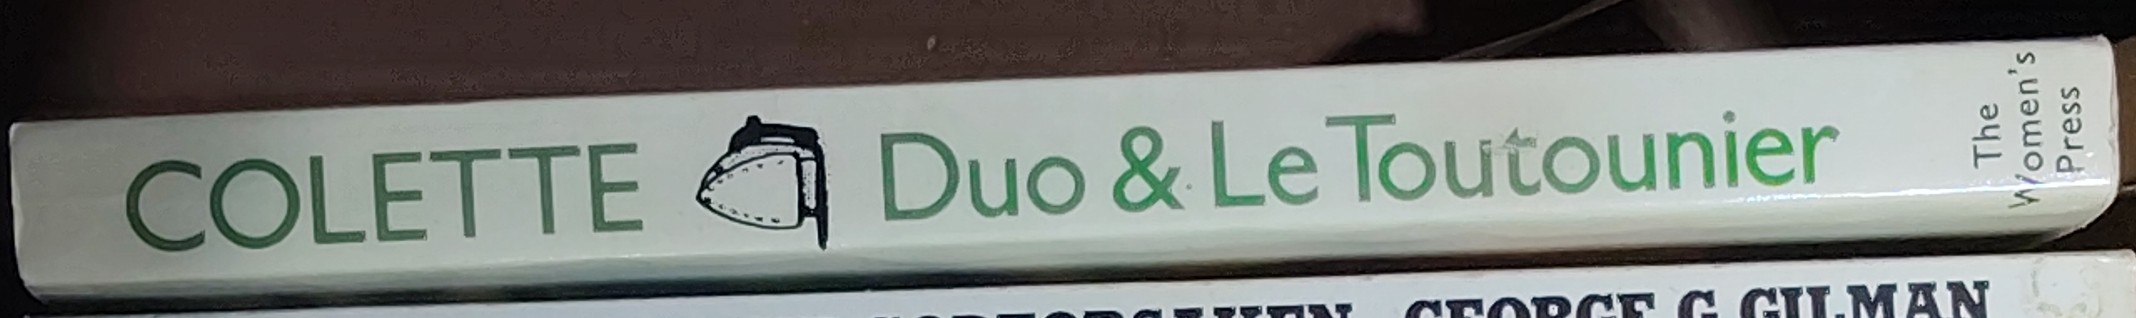 COLETTE Duo & Le Toutounier
The
Women's
Press
GEORGE G GILMAN